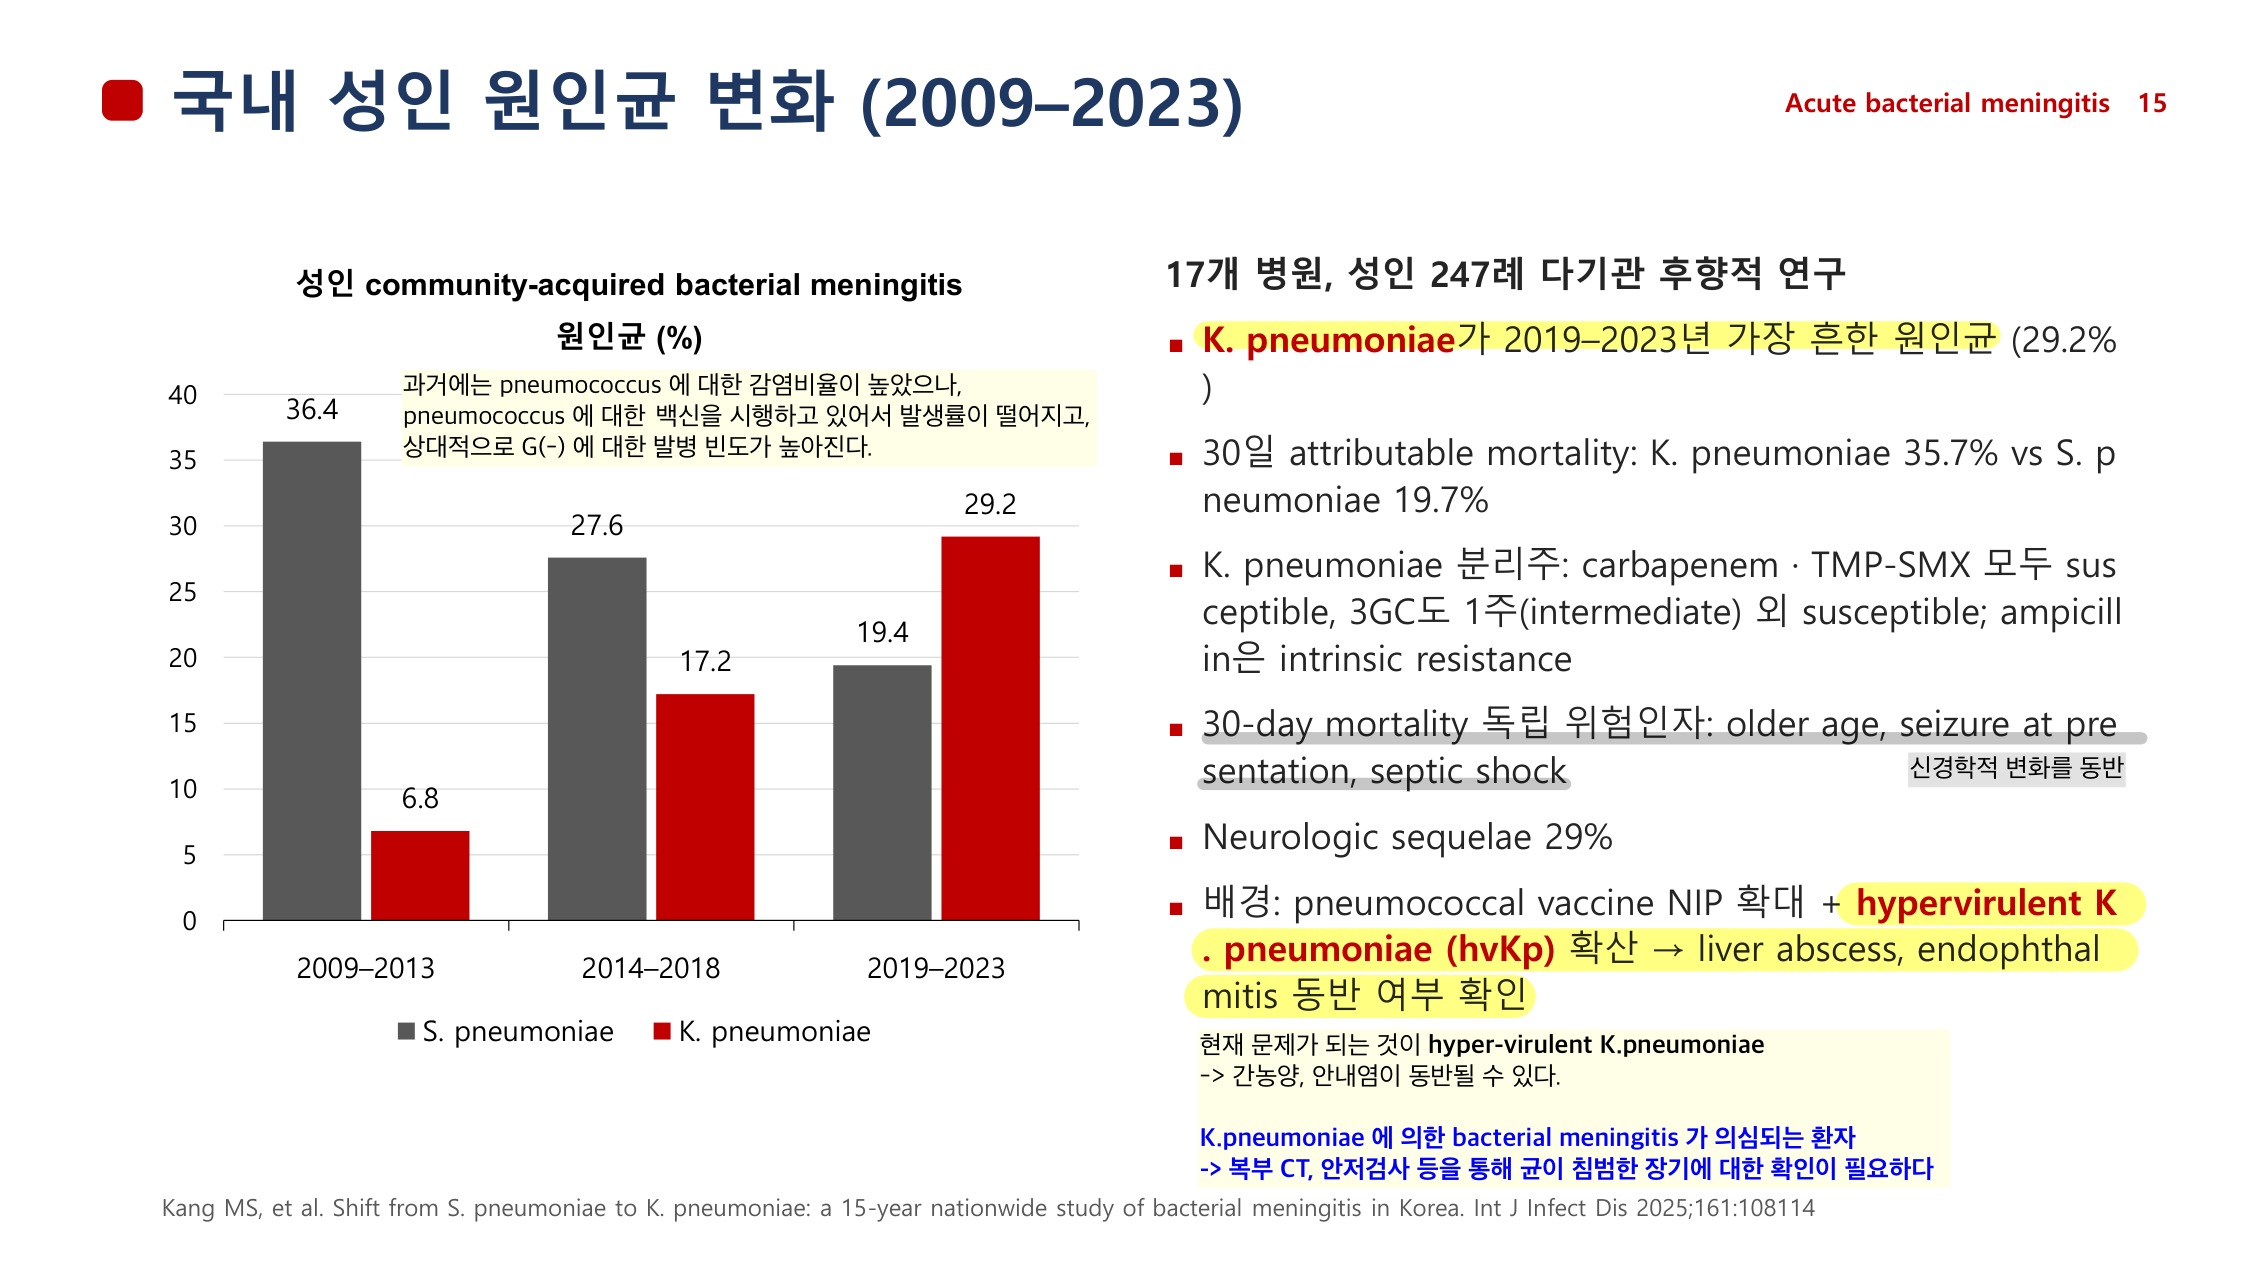 국내 성인 원인균 변화 (2009–2023)
Acute bacterial meningitis 15
성인 community-acquired bacterial meningitis
원인균 (%)
과거에는 pneumococcus 에 대한 감염비율이 높았으나,
pneumococcus 에 대한 백신을 시행하고 있어서 발생률이 떨어지고,
상대적으로 G(-) 에 대한 발병 빈도가 높아진다.
40
35
30
25
20
15
10
5
0
36.4
6.8
27.6
17.2
19.4
29.2
2009–2013
2014–2018
2019–2023
S. pneumoniae
K. pneumoniae
17개 병원, 성인 247례 다기관 후향적 연구
K. pneumoniae가 2019–2023년 가장 흔한 원인균 (29.2%
)
30일 attributable mortality: K. pneumoniae 35.7% vs S. p
neumoniae 19.7%
K. pneumoniae 분리주: carbapenem · TMP-SMX 모두 sus
ceptible, 3GC도 1주(intermediate) 외 susceptible; ampicill
in은 intrinsic resistance
30-day mortality 독립 위험인자: older age, seizure at pre
sentation, septic shock
신경학적 변화를 동반
Neurologic sequelae 29%
배경: pneumococcal vaccine NIP 확대 + hypervirulent K
. pneumoniae (hvKp) 확산 → liver abscess, endophthal
mitis 동반 여부 확인
현재 문제가 되는 것이 hyper-virulent K.pneumoniae
-> 간농양, 안내염이 동반될 수 있다.
K.pneumoniae 에 의한 bacterial meningitis 가 의심되는 환자
-> 복부 CT, 안저검사 등을 통해 균이 침범한 장기에 대한 확인이 필요하다
Kang MS, et al. Shift from S. pneumoniae to K. pneumoniae: a 15-year nationwide study of bacterial meningitis in Korea. Int J Infect Dis 2025;161:108114